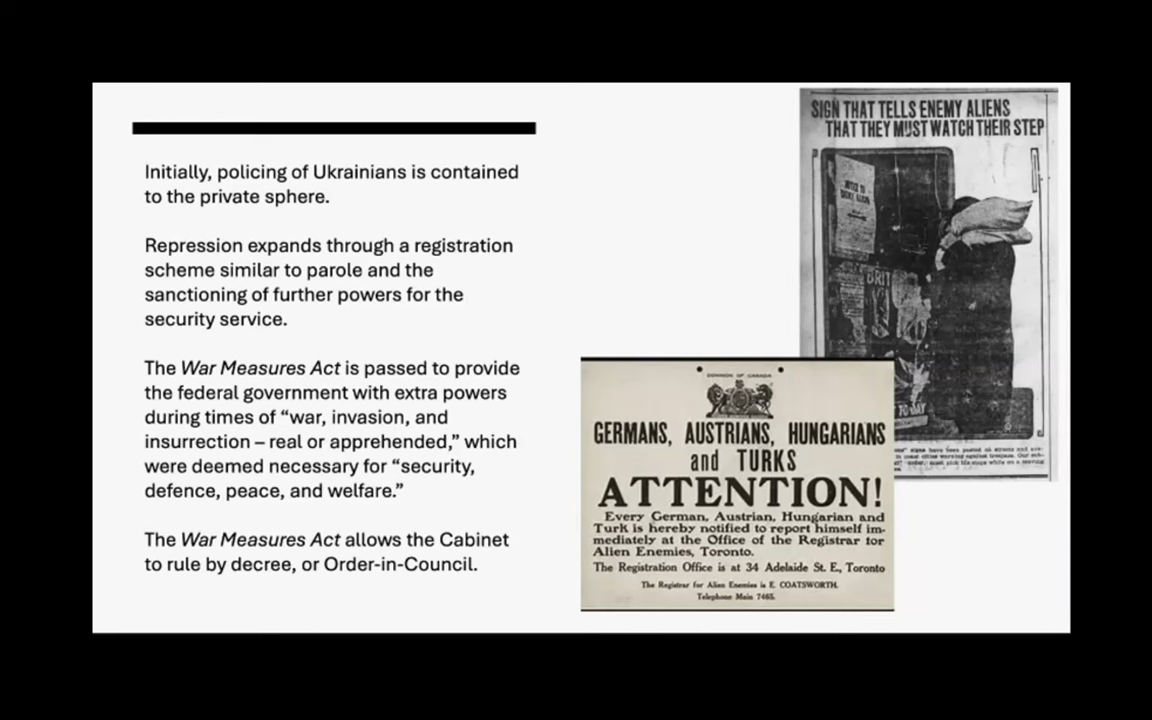 Initially, policing of Ukrainians is contained
to the private sphere.
Repression expands through a registration
scheme similar to parole and the
sanctioning of further powers for the
security service.
The War Measures Act is passed to provide
the federal government with extra powers
during times of “war, invasion, and
insurrection – real or apprehended,” which
were deemed necessary for “security,
defence, peace, and welfare.”
The War Measures Act allows the Cabinet
to rule by decree, or Order-in-Council.
SIGN THAT TELLS ENEMY ALIENS
THAT THEY MUST WATCH THEIR STEP
BRIT
DOMINION OF CANADA
GERMANS, AUSTRIANS, HUNGARIANS
and TURKS
ATTENTION!
Every German, Austrian, Hungarian and
Turk is hereby notified to report himself im-
mediately at the Office of the Registrar for
Alien Enemies, Toronto.
The Registration Office is at 34 Adelaide St. E., Toronto
The Registrar for Alien Enemies is E. COATSWORTH.
Telephone Main 7465.